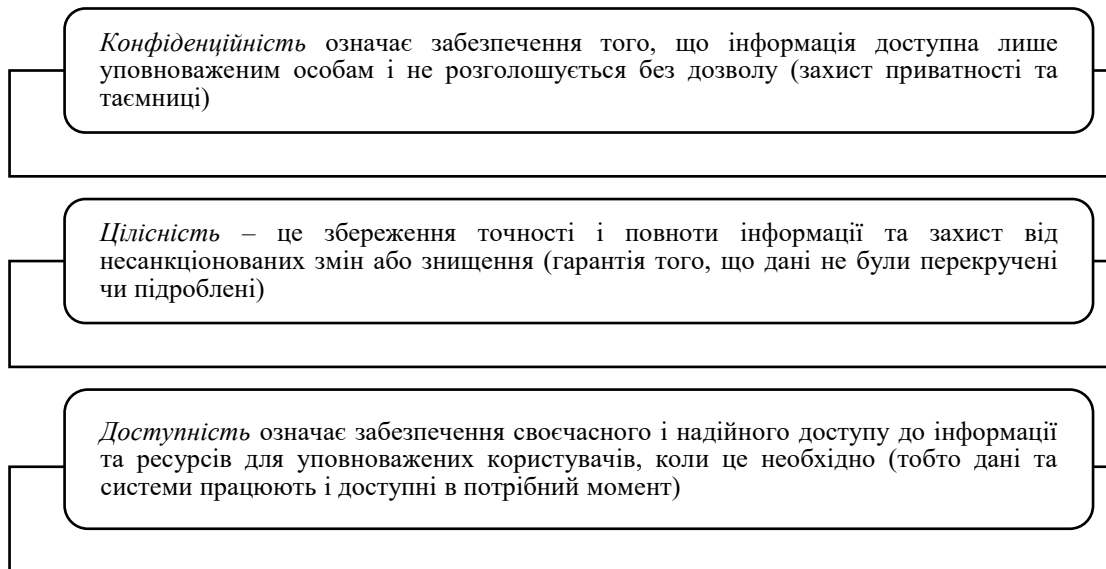 Конфіденційність означає забезпечення того, що інформація доступна лише
уповноваженим особам і не розголошується без дозволу (захист приватності та
таємниці)
Цілісність – це збереження точності і повноти інформації та захист від
несанкціонованих змін або знищення (гарантія того, що дані не були перекручені
чи підроблені)
Доступність означає забезпечення своєчасного і надійного доступу до інформації
та ресурсів для уповноважених користувачів, коли це необхідно (тобто дані та
системи працюють і доступні в потрібний момент)